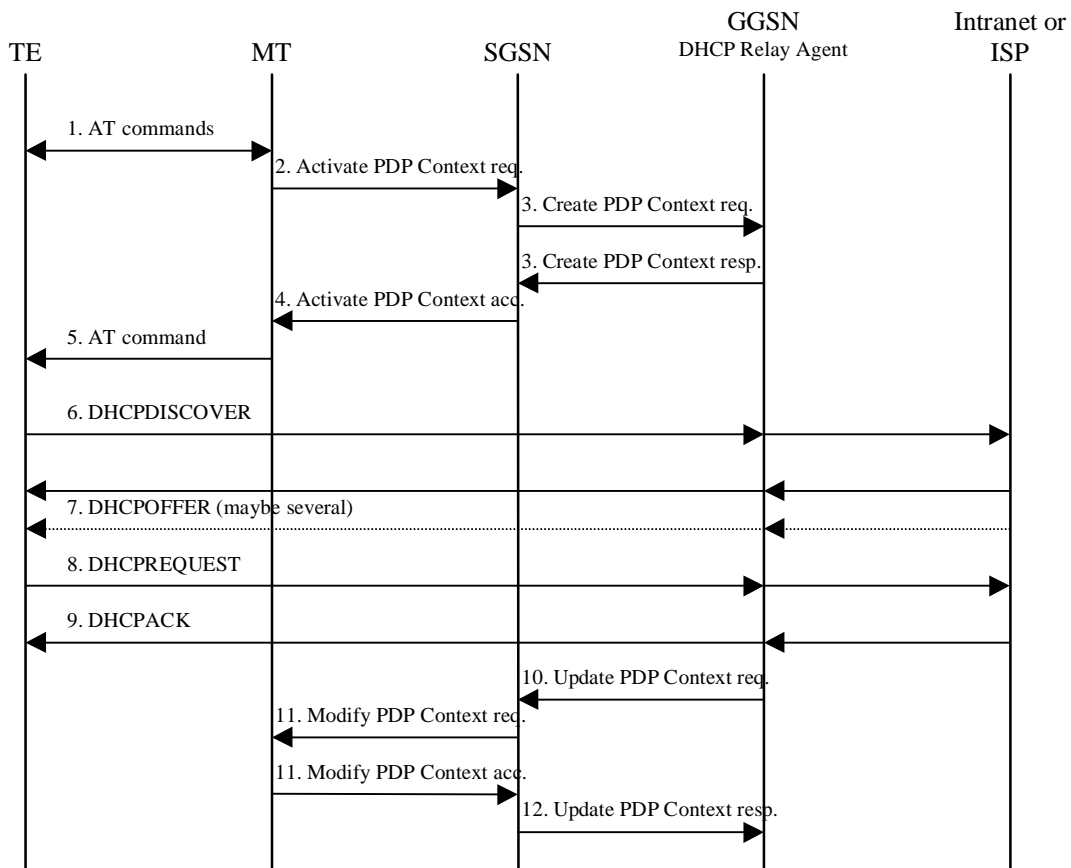 GGSN
Intranet or
TE
MT
SGSN
DHCP Relay Agent
ISP
1. AT commands
2. Activate PDP Context req.
3. Create PDP Context req.
3. Create PDP Context resp.
4. Activate PDP Context acc.
5. AT command
6. DHCPDISCOVER
7. DHCPOFFER (maybe several)
8. DHCPREQUEST
9. DHCPACK
10. Update PDP Context req.
11. Modify PDP Context req.
11. Modify PDP Context acc.
12. Update PDP Context resp.